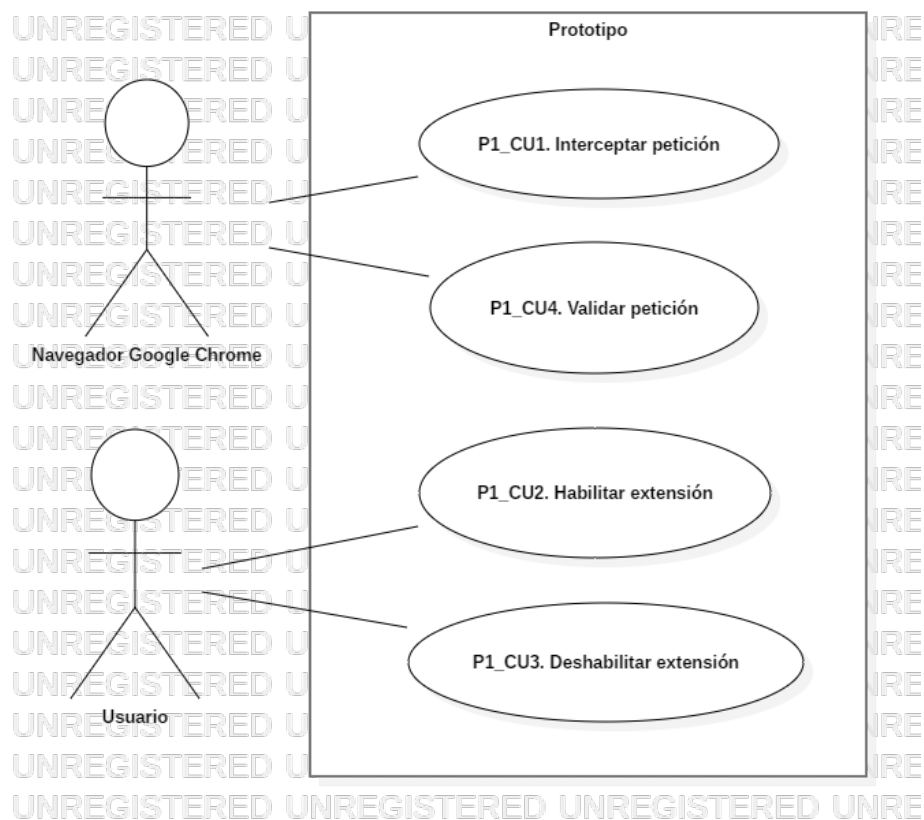 Prototipo
P1_CU1. Interceptar petición
P1_CU4. Validar petición
Navegador Google Chrome
P1_CU2. Habilitar extensión
P1_CU3. Deshabilitar extensión
Usuario
UNREGISTERED UNREGISTERED UNREGISTERED UNRE